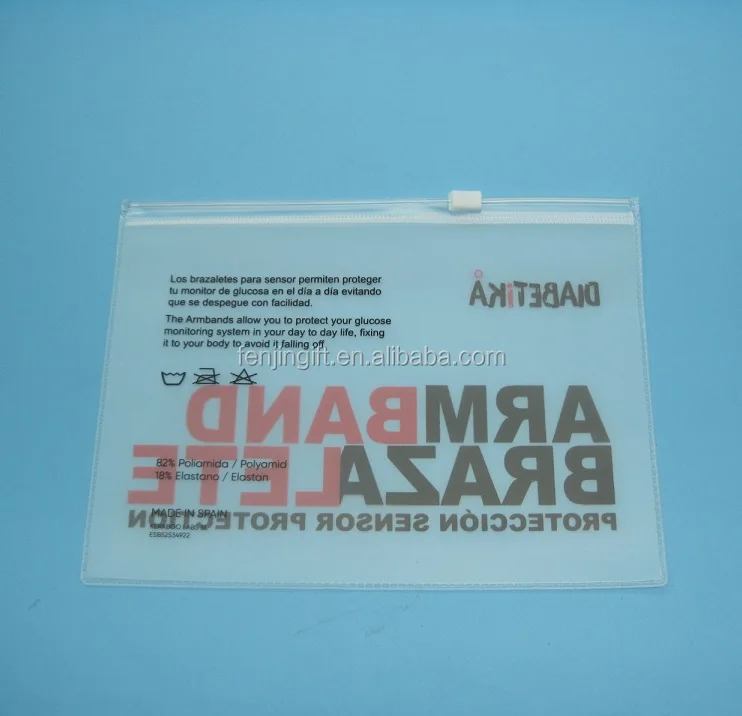 Los brazaletes para sensor permiten proteger
tu monitor de glucosa en el día a día evitando
que se despegue con facilidad.
The Armbands allow you to protect your glucose
monitoring system in your day to day life, fixing
it to your body to avoid it falling off.
fenjingift.en.alibaba.com
DIABETIKA
ARMBAND
BRAZALETE
82% Poliamida / Polyamid
18% Elastano / Elastan
PROTECCIÓN SENSOR PROTECTION
MADE IN SPAIN